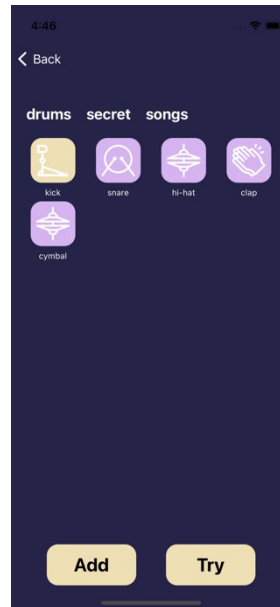 4:46
Back
drums secret songs
kick snare hi-hat clap
cymbal
Add Try